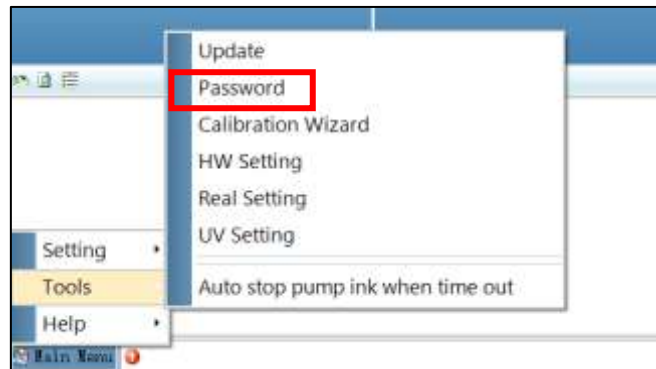 Update
Password
Calibration Wizard
HW Setting
Real Setting
UV Setting
Auto stop pump ink when time out
Setting
Tools
Help
Main Menu